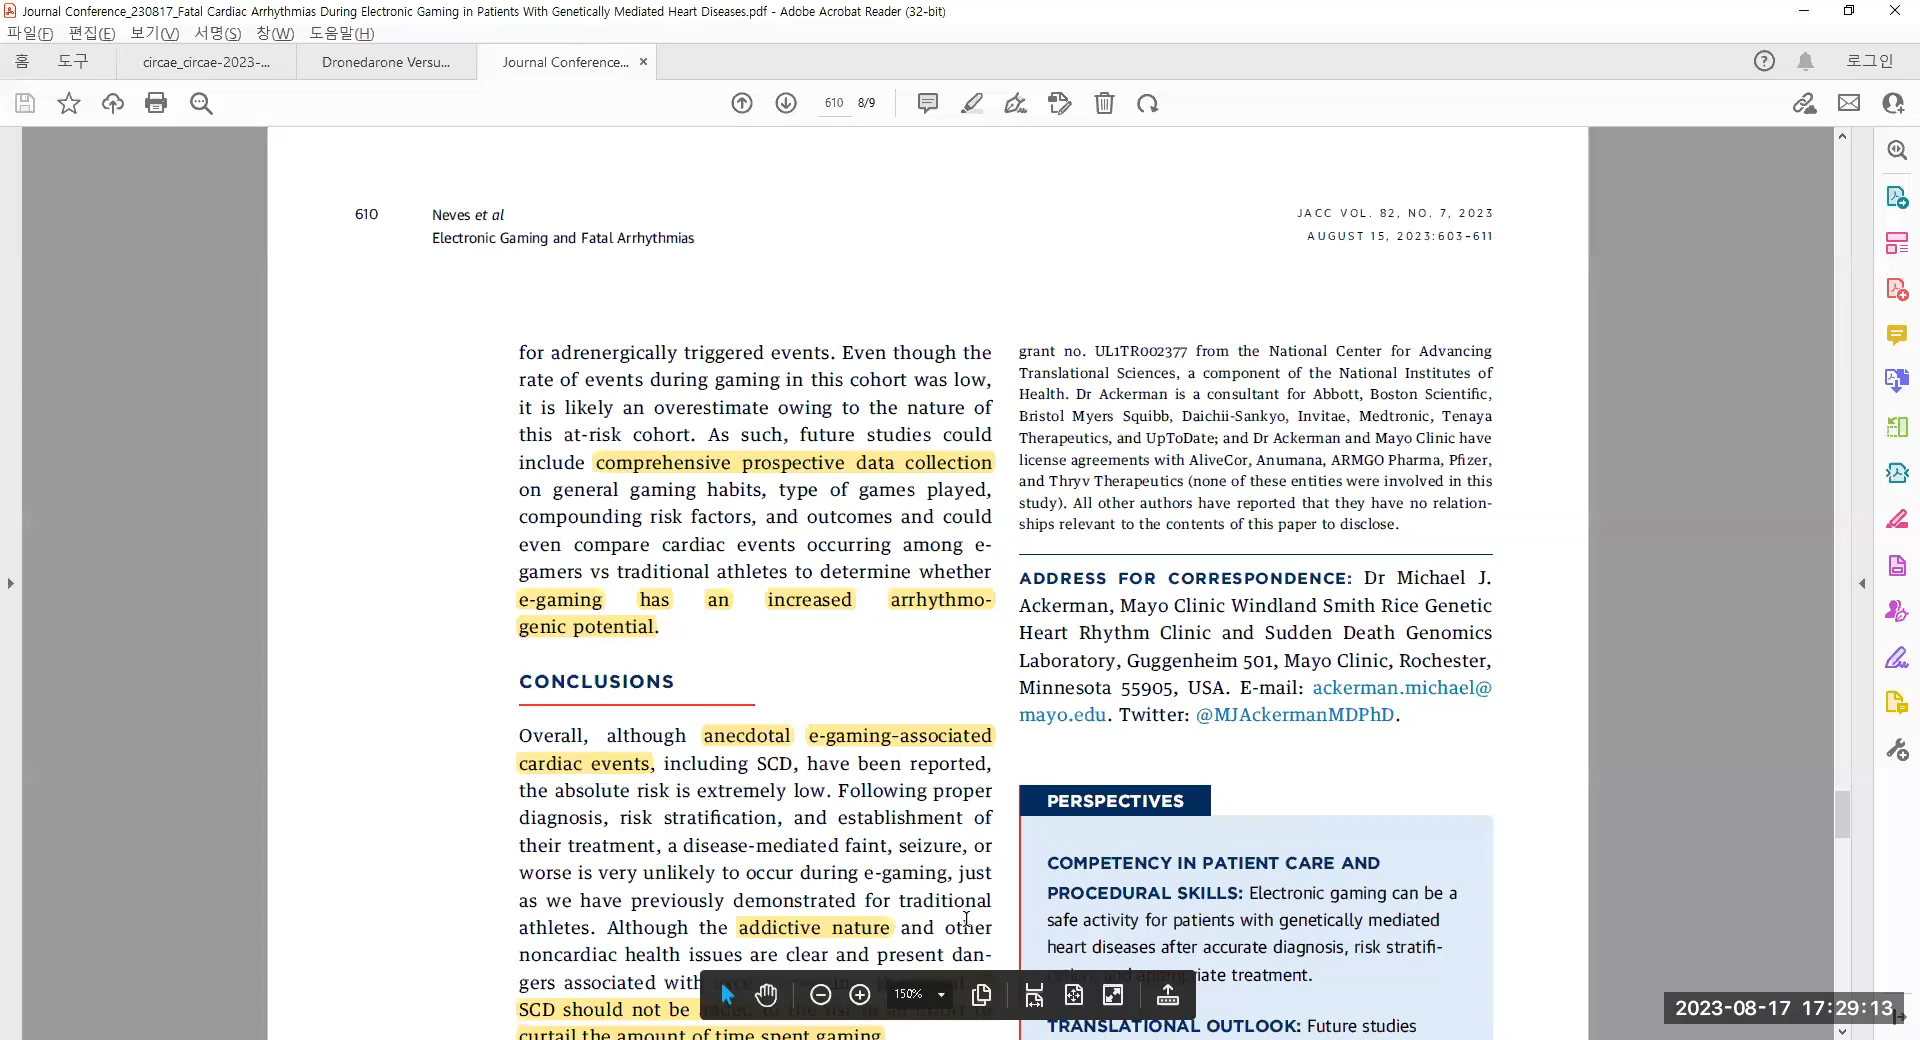 Journal Conference_230817_Fatal Cardiac Arrhythmias During Electronic Gaming in Patients With Genetically Mediated Heart Diseases.pdf - Adobe Acrobat Reader (32-bit)
파일(F) 편집(E) 보기(V) 서명(S) 창(W) 도움말(H)
홈 도구 circae_circae-2023-... Dronedarone Versu... Journal Conference... × 로그인
610 8/9
610 Neves et al
Electronic Gaming and Fatal Arrhythmias
JACC VOL. 82, NO. 7, 2023
AUGUST 15, 2023:603-611
for adrenergically triggered events. Even though the
rate of events during gaming in this cohort was low,
it is likely an overestimate owing to the nature of
this at-risk cohort. As such, future studies could
include comprehensive prospective data collection
on general gaming habits, type of games played,
compounding risk factors, and outcomes and could
even compare cardiac events occurring among e-
gamers vs traditional athletes to determine whether
e-gaming has an increased arrhythmo-
genic potential.
CONCLUSIONS
Overall, although anecdotal e-gaming-associated
cardiac events, including SCD, have been reported,
the absolute risk is extremely low. Following proper
diagnosis, risk stratification, and establishment of
their treatment, a disease-mediated faint, seizure, or
worse is very unlikely to occur during e-gaming, just
as we have previously demonstrated for traditional
athletes. Although the addictive nature and other
noncardiac health issues are clear and present dan-
gers associated with
SCD should not be
curtail the amount of time spent gaming.
grant no. UL1TR002377 from the National Center for Advancing
Translational Sciences, a component of the National Institutes of
Health. Dr Ackerman is a consultant for Abbott, Boston Scientific,
Bristol Myers Squibb, Daichii-Sankyo, Invitae, Medtronic, Tenaya
Therapeutics, and UpToDate; and Dr Ackerman and Mayo Clinic have
license agreements with AliveCor, Anumana, ARMGO Pharma, Pfizer,
and Thryv Therapeutics (none of these entities were involved in this
study). All other authors have reported that they have no relation-
ships relevant to the contents of this paper to disclose.
ADDRESS FOR CORRESPONDENCE: Dr Michael J.
Ackerman, Mayo Clinic Windland Smith Rice Genetic
Heart Rhythm Clinic and Sudden Death Genomics
Laboratory, Guggenheim 501, Mayo Clinic, Rochester,
Minnesota 55905, USA. E-mail: ackerman.michael@
mayo.edu. Twitter: @MJAckermanMDPhD.
PERSPECTIVES
COMPETENCY IN PATIENT CARE AND
PROCEDURAL SKILLS: Electronic gaming can be a
safe activity for patients with genetically mediated
heart diseases after accurate diagnosis, risk stratifi-
iate treatment.
TRANSLATIONAL OUTLOOK: Future studies
150%
2023-08-17 17:29:13